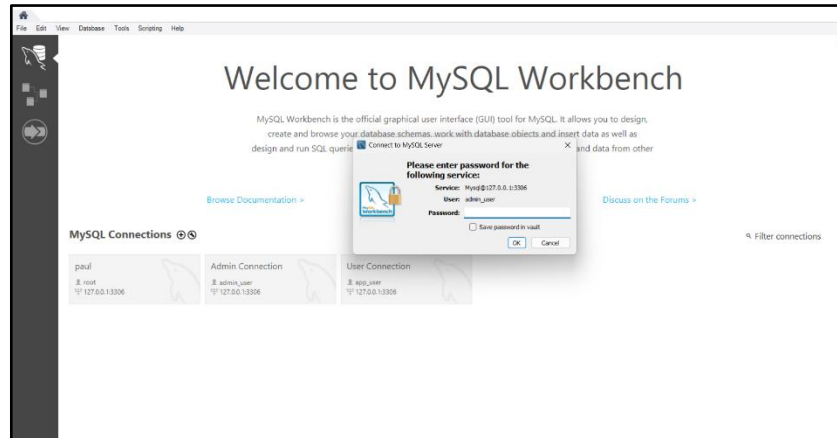 File Edit View Database Tools Scripting Help
Welcome to MySQL Workbench
MySQL Workbench is the official graphical user interface (GUI) tool for MySQL. It allows you to design,
create and browse your database schemas, work with database objects and insert data as well as
design and run SQL querie and data from other
Connect to MySQL Server
Please enter password for the
following service:
Service: Mysql@127.0.0.1:3306
User: admin_user
Password:
Save password in vault
OK Cancel
MySQL
Workbench
Browse Documentation >
Discuss on the Forums >
MySQL Connections
Filter connections
paul
root
127.0.0.1:3306
Admin Connection
admin_user
127.0.0.1:3306
User Connection
app_user
127.0.0.1:3306